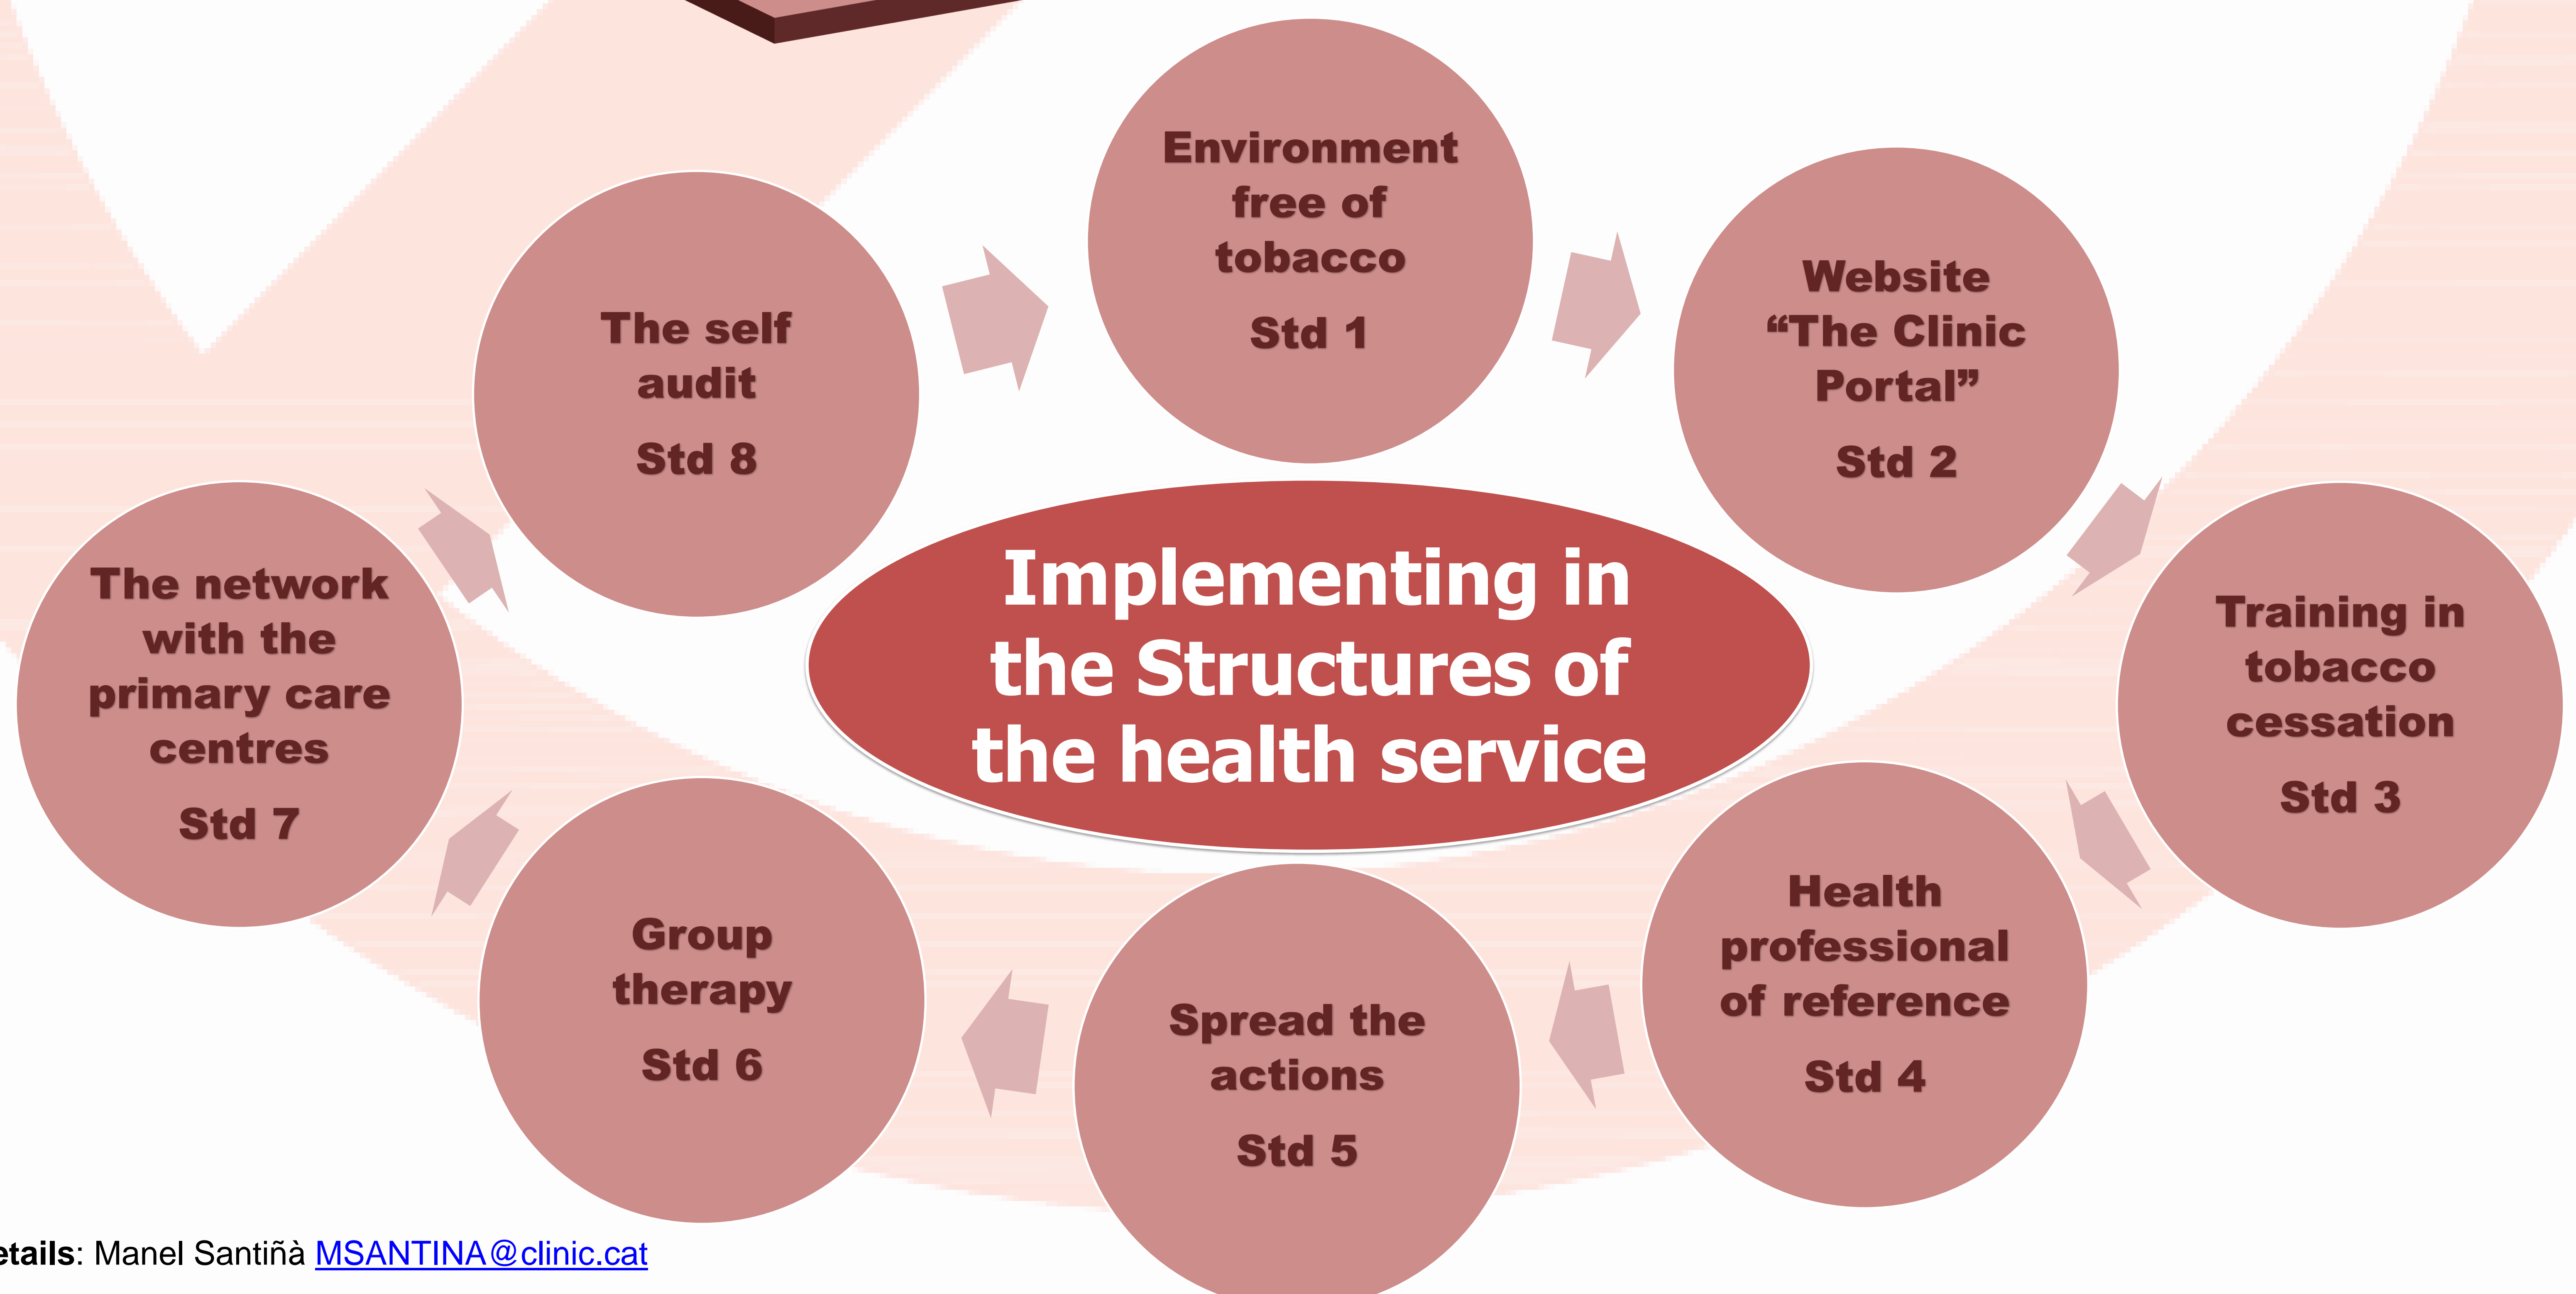 Environment
free of
tobacco
Std 1
Website
“The Clinic
Portal”
Std 2
Training in
tobacco
cessation
Std 3
Health
professional
of reference
Std 4
Spread the
actions
Std 5
Group
therapy
Std 6
The network
with the
primary care
centres
Std 7
The self
audit
Std 8
Implementing in
the Structures of
the health service
etails: Manel Santiñà MSANTINA@clinic.cat